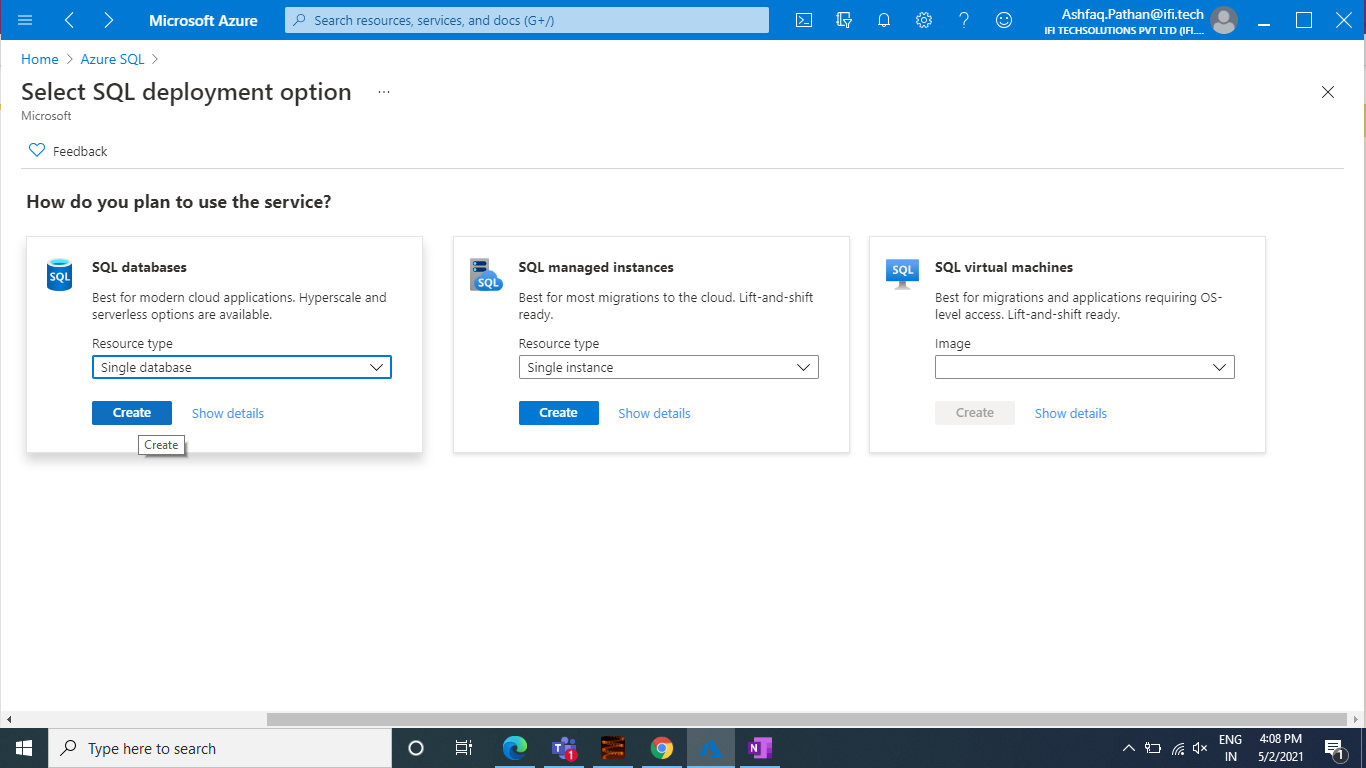 Microsoft Azure
Search resources, services, and docs (G+/)
Ashfaq.Pathan@ifi.tech
IFI TECHSOLUTIONS PVT LTD (IFI....
Home > Azure SQL >
Select SQL deployment option ...
Microsoft
Feedback
How do you plan to use the service?
SQL
SQL databases
Best for modern cloud applications. Hyperscale and
serverless options are available.
Resource type
Single database
Create
Show details
Create
SQL
SQL managed instances
Best for most migrations to the cloud. Lift-and-shift
ready.
Resource type
Single instance
Create
Show details
SQL
SQL virtual machines
Best for migrations and applications requiring OS-
level access. Lift-and-shift ready.
Image
Create
Show details
Type here to search
1
ENG
IN
4:08 PM
5/2/2021
1